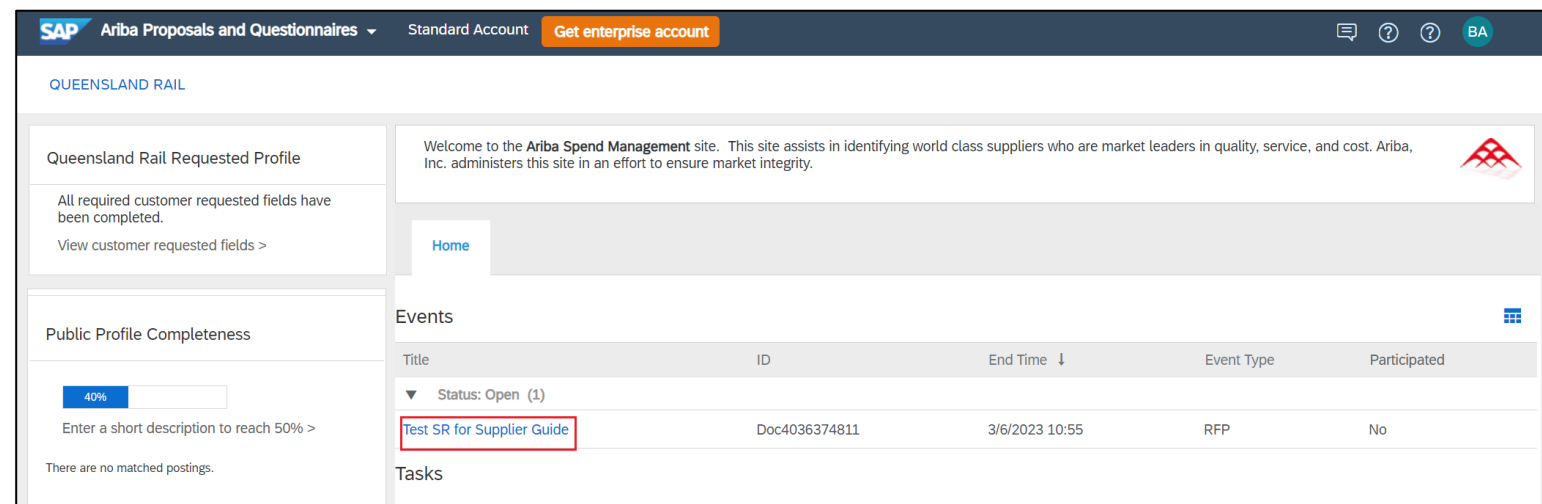 SAP Ariba Proposals and Questionnaires Standard Account Get enterprise account BA
QUEENSLAND RAIL
Queensland Rail Requested Profile
All required customer requested fields have
been completed.
View customer requested fields >
Public Profile Completeness
40%
Enter a short description to reach 50% >
There are no matched postings.
Welcome to the Ariba Spend Management site. This site assists in identifying world class suppliers who are market leaders in quality, service, and cost. Ariba,
Inc. administers this site in an effort to ensure market integrity.
Home
Events
Title ID End Time ↓ Event Type Participated
▼ Status: Open (1)
Test SR for Supplier Guide Doc4036374811 3/6/2023 10:55 RFP No
Tasks